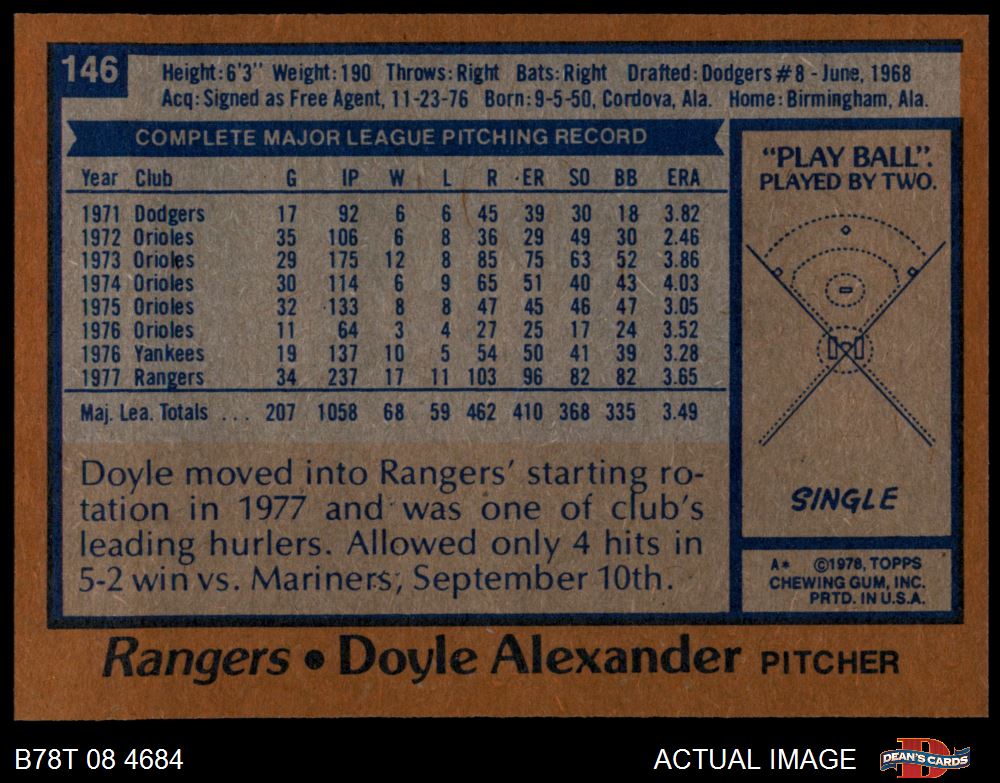 146
Height: 6'3" Weight: 190 Throws: Right Bats: Right Drafted: Dodgers #8 - June, 1968
Acq: Signed as Free Agent, 11-23-76 Born: 9-5-50, Cordova, Ala. Home: Birmingham, Ala.
COMPLETE MAJOR LEAGUE PITCHING RECORD
Year Club G IP W L R ER SO BB ERA
1971 Dodgers 17 92 6 6 45 39 30 18 3.82
1972 Orioles 35 106 6 8 36 29 49 30 2.46
1973 Orioles 29 175 12 8 85 75 63 52 3.86
1974 Orioles 30 114 6 9 65 51 40 43 4.03
1975 Orioles 32 133 8 8 47 45 46 47 3.05
1976 Orioles 11 64 3 4 27 25 17 24 3.52
1976 Yankees 19 137 10 5 54 50 41 39 3.28
1977 Rangers 34 237 17 11 103 96 82 82 3.65
Maj. Lea. Totals ... 207 1058 68 59 462 410 368 335 3.49
Doyle moved into Rangers' starting ro-
tation in 1977 and was one of club's
leading hurlers. Allowed only 4 hits in
5-2 win vs. Mariners, September 10th.
"PLAY BALL".
PLAYED BY TWO.
SINGLE
A* ©1978, TOPPS
CHEWING GUM, INC.
PRTD. IN U.S.A.
Rangers • Doyle Alexander PITCHER
B78T 08 4684
ACTUAL IMAGE
DEAN'S CARDS